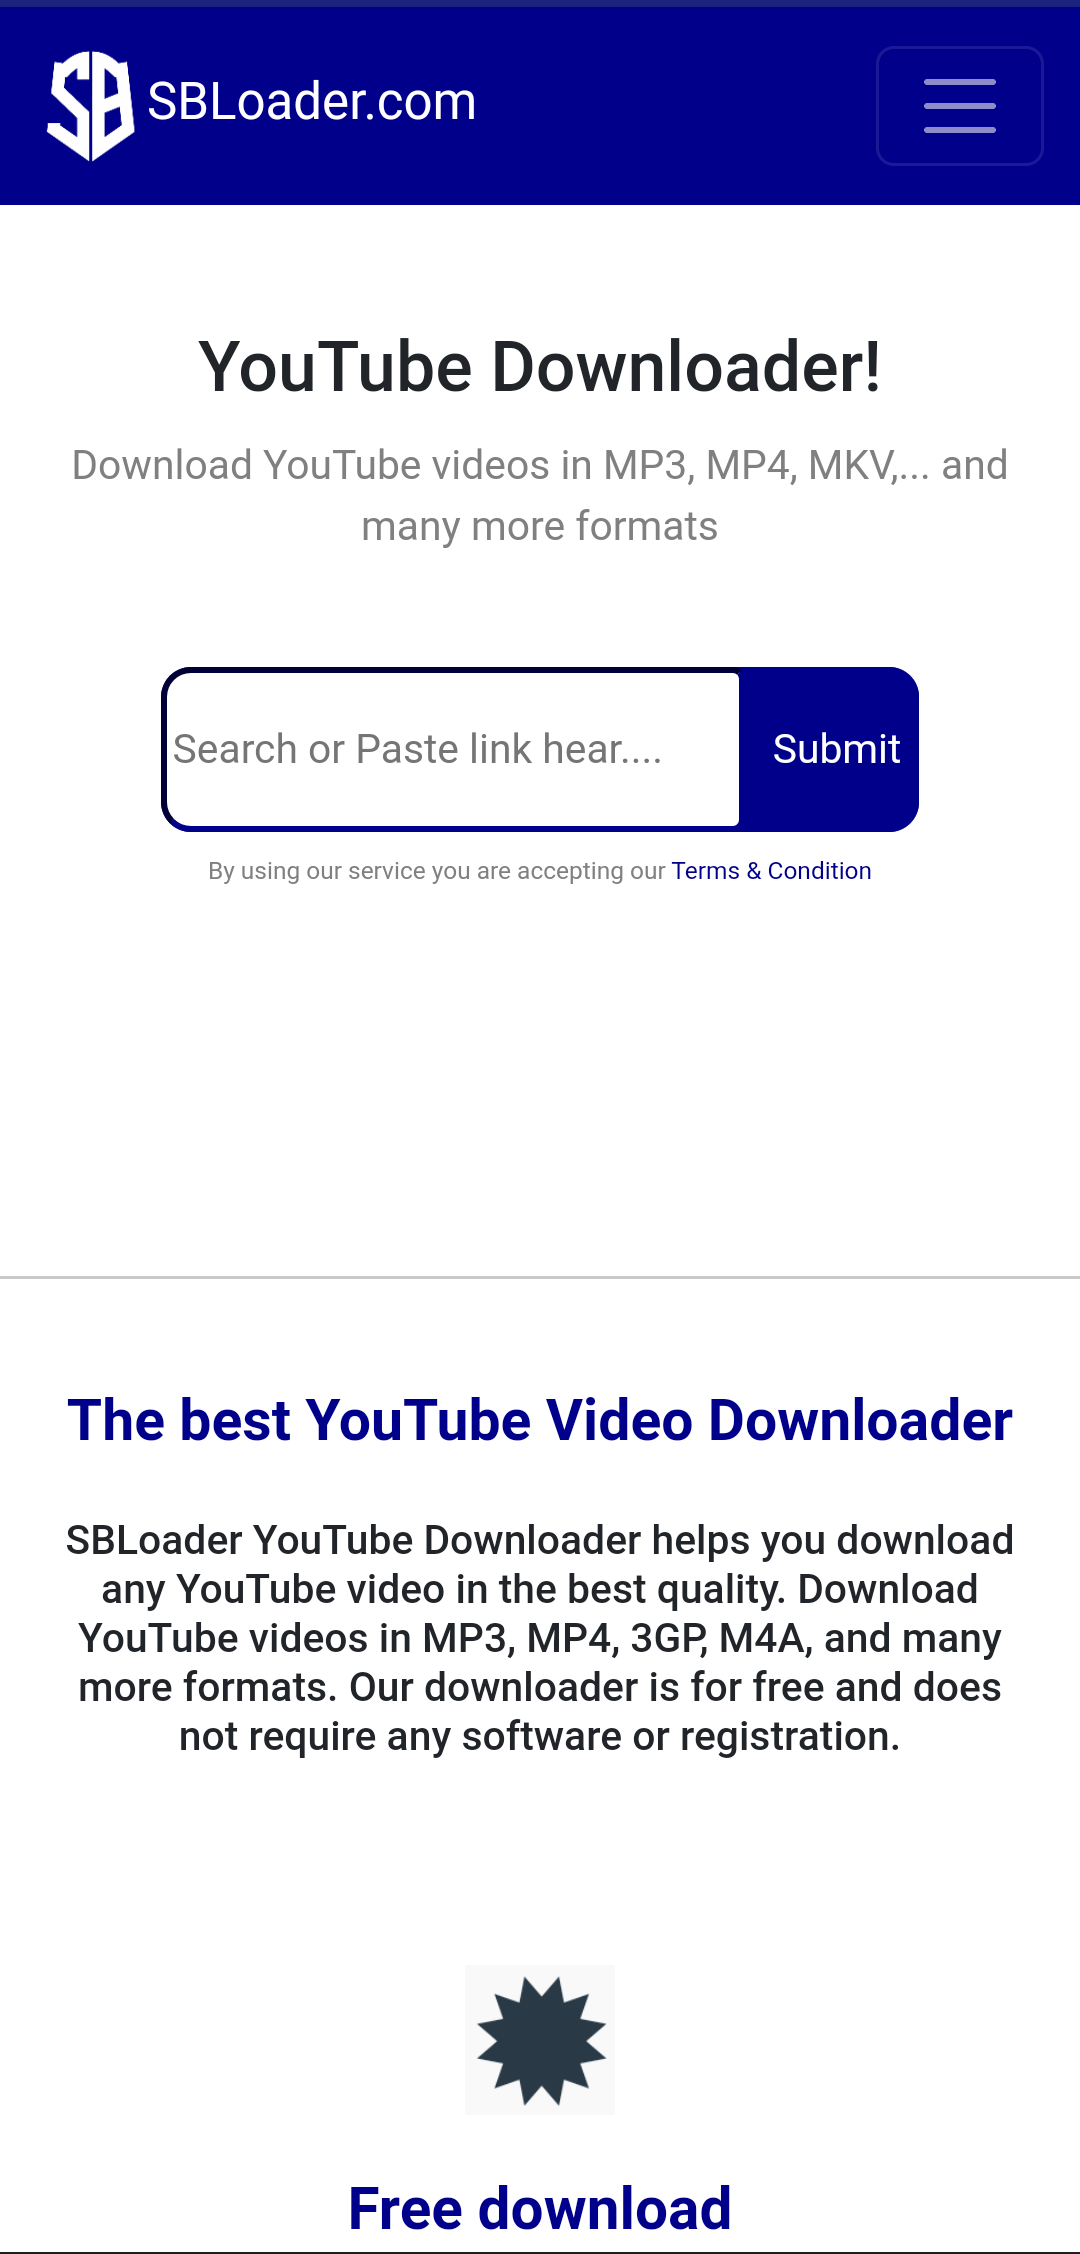 SB SBLoader.com
YouTube Downloader!
Download YouTube videos in MP3, MP4, MKV,... and
many more formats
Search or Paste link hear.... Submit
By using our service you are accepting our Terms & Condition
The best YouTube Video Downloader
SBLoader YouTube Downloader helps you download
any YouTube video in the best quality. Download
YouTube videos in MP3, MP4, 3GP, M4A, and many
more formats. Our downloader is for free and does
not require any software or registration.
Free download